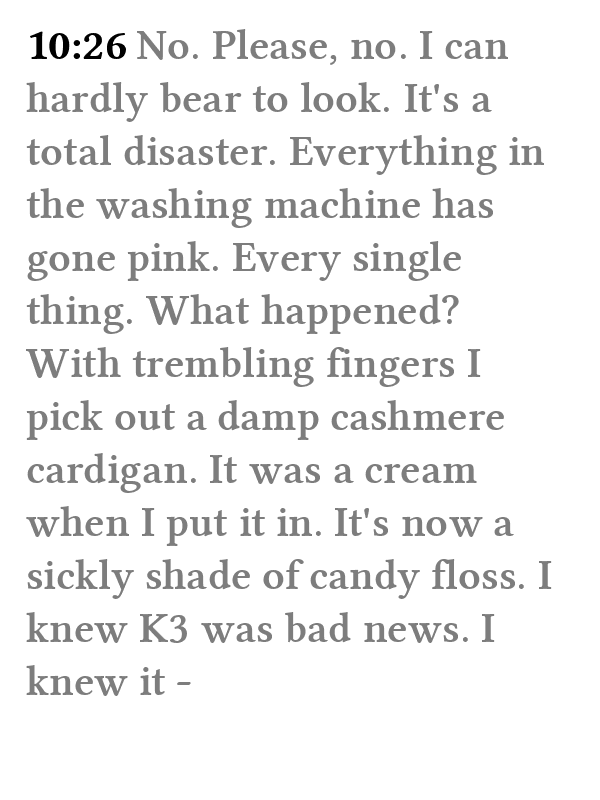 10:26 No. Please, no. I can
hardly bear to look. It's a
total disaster. Everything in
the washing machine has
gone pink. Every single
thing. What happened?
With trembling fingers I
pick out a damp cashmere
cardigan. It was a cream
when I put it in. It's now a
sickly shade of candy floss. I
knew K3 was bad news. I
knew it -